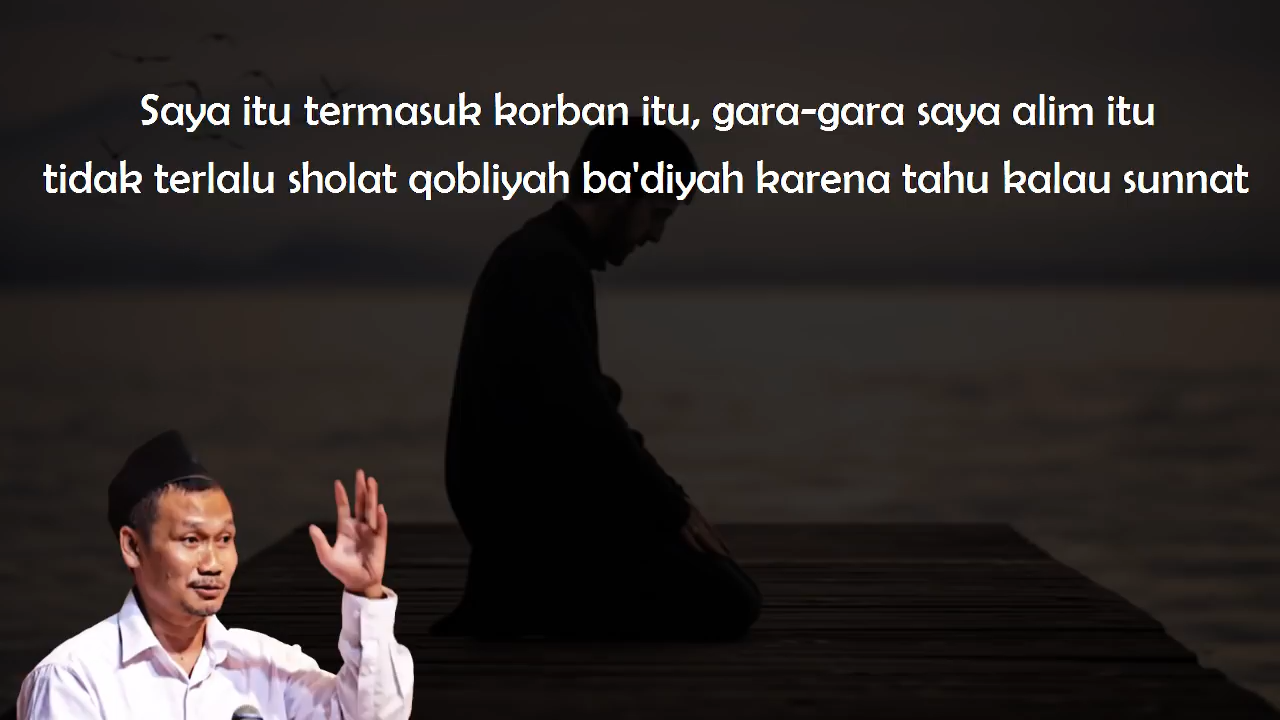 Saya itu termasuk korban itu, gara-gara saya alim itu
tidak terlalu sholat qobliyah ba'diyah karena tahu kalau sunnat